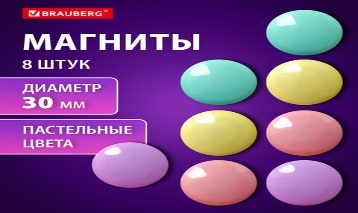 BRAUBERG
МАГНИТЫ
8 ШТУК
ДИАМЕТР
30 ММ
ПАСТЕЛЬНЫЕ
ЦВЕТА